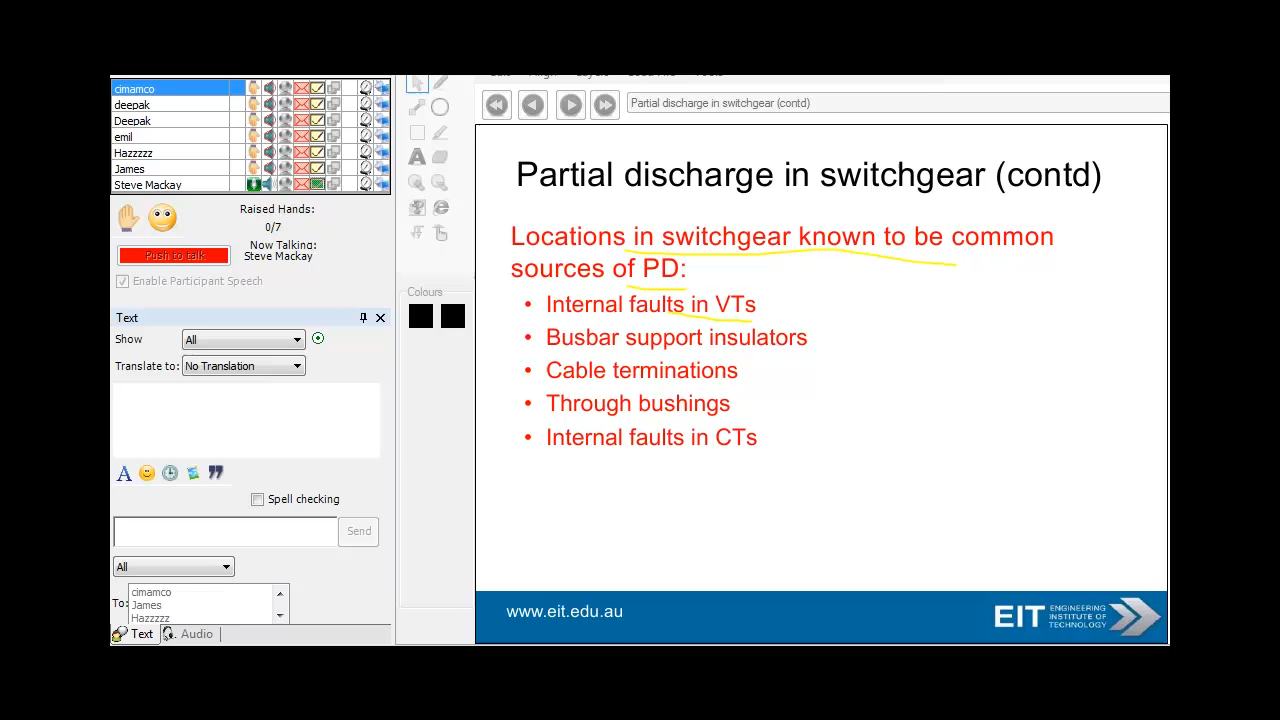 cimamco
deepak
Deepak
emil
Hazzzzz
James
Steve Mackay
Raised Hands:
0/7
Now Talking:
Steve Mackay
Push to talk
Enable Participant Speech
Text
Show All
Translate to: No Translation
Spell checking
Send
All
To:
cimamco
James
Hazzzzz
Text Audio
Colours
Partial discharge in switchgear (contd)
Partial discharge in switchgear (contd)
Locations in switchgear known to be common
sources of PD:
• Internal faults in VTs
• Busbar support insulators
• Cable terminations
• Through bushings
• Internal faults in CTs
www.eit.edu.au
EIT ENGINEERING
INSTITUTE OF
TECHNOLOGY